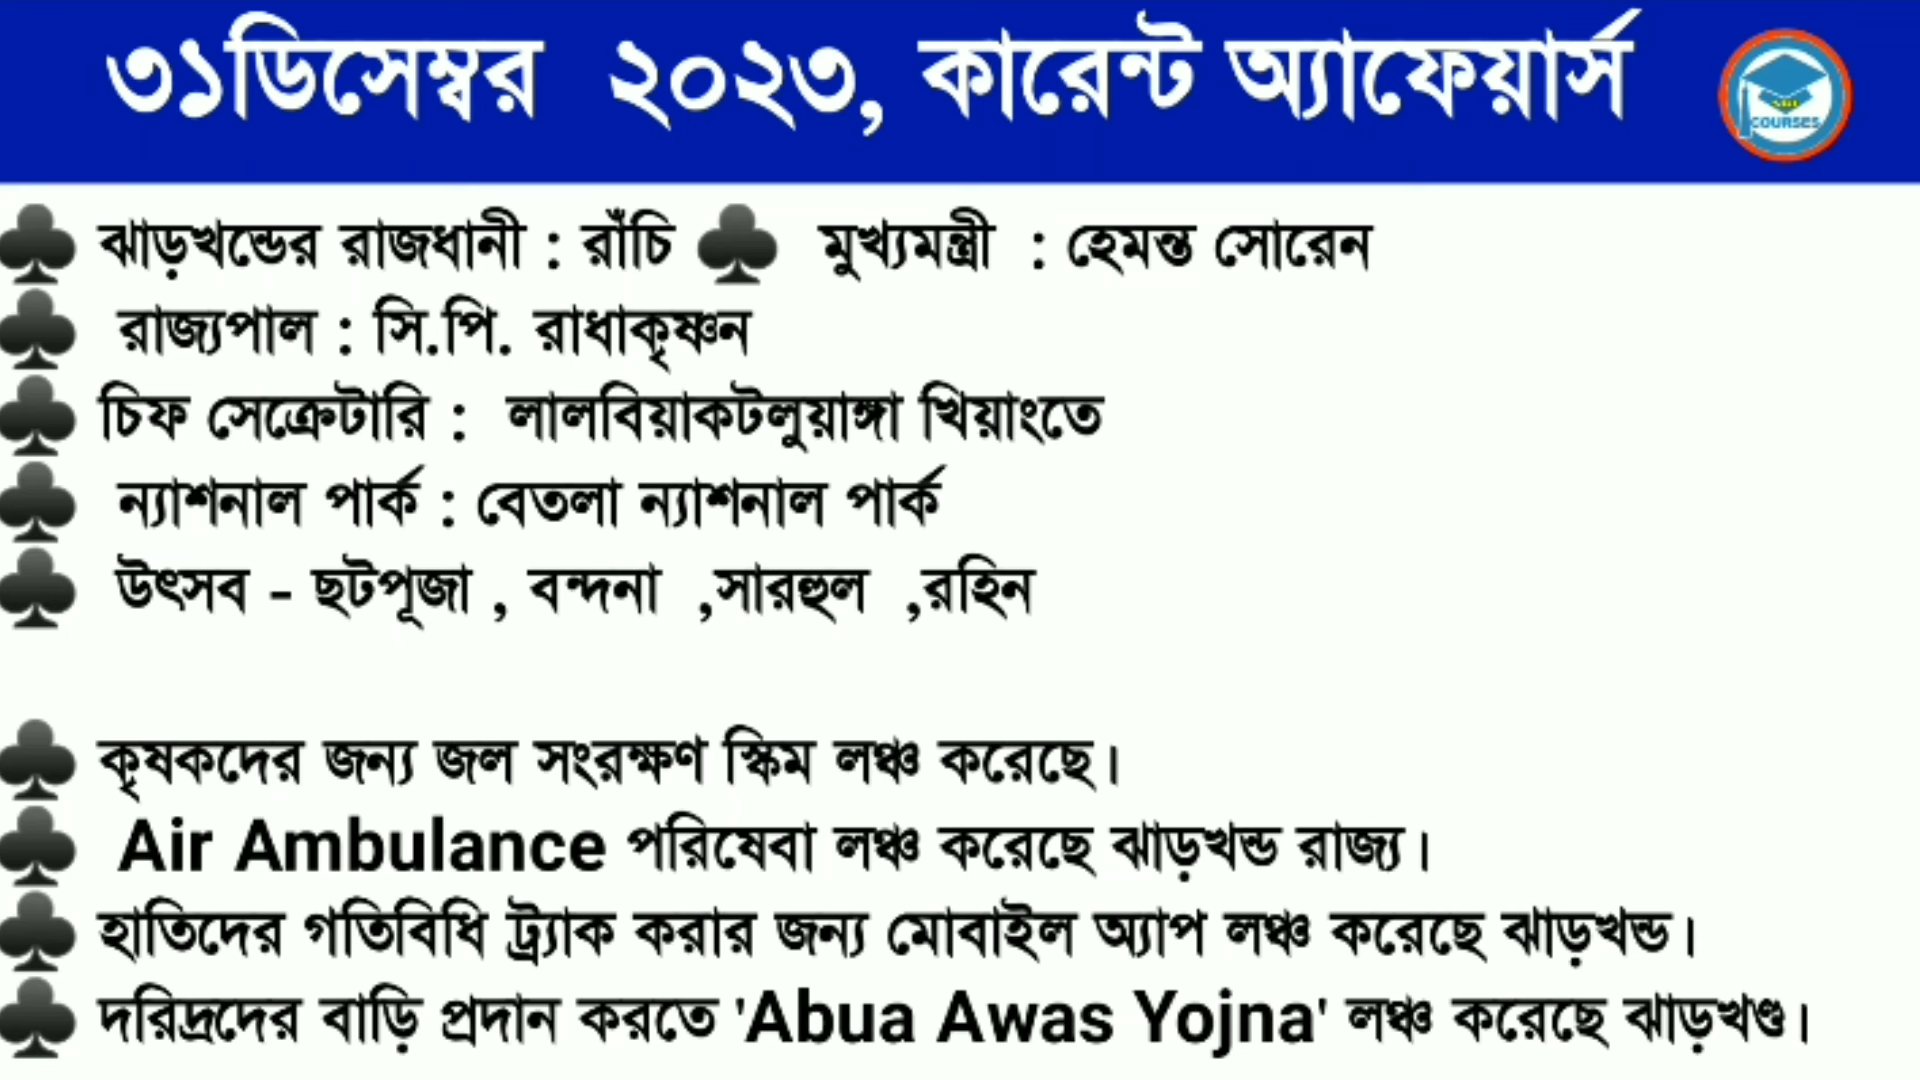 ৩১ডিসেম্বর ২০২৩, কারেন্ট অ্যাফেয়ার্স
COURSES
♣ ঝাড়খন্ডের রাজধানী : রাঁচি ♣ মুখ্যমন্ত্রী : হেমন্ত সোরেন
♣ রাজ্যপাল : সি.পি. রাধাকৃষ্ণন
♣ চিফ সেক্রেটারি : লালবিয়াকটলুয়াঙ্গা খিয়াংতে
♣ ন্যাশনাল পার্ক : বেতলা ন্যাশনাল পার্ক
♣ উৎসব - ছটপূজা , বন্দনা ,সারহুল ,রহিন
♣ কৃষকদের জন্য জল সংরক্ষণ স্কিম লঞ্চ করেছে।
♣ Air Ambulance পরিষেবা লঞ্চ করেছে ঝাড়খন্ড রাজ্য।
♣ হাতিদের গতিবিধি ট্র্যাক করার জন্য মোবাইল অ্যাপ লঞ্চ করেছে ঝাড়খন্ড।
♣ দরিদ্রদের বাড়ি প্রদান করতে 'Abua Awas Yojna' লঞ্চ করেছে ঝাড়খণ্ড।